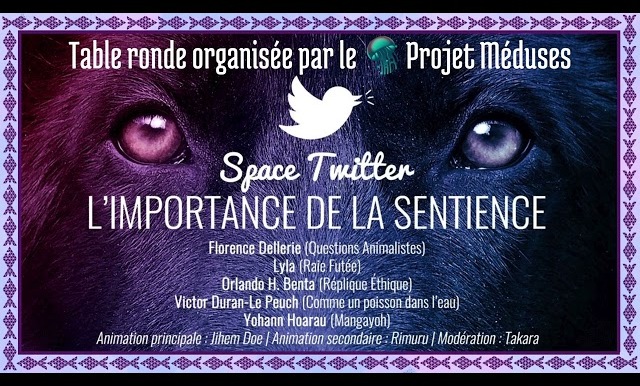 Table ronde organisée par le Projet Méduses
Space Twitter
L'IMPORTANCE DE LA SENTIENCE
Florence Dellerie (Questions Animalistes)
Lyla (Raie Futée)
Orlando H. Benta (Réplique Éthique)
Victor Duran-Le Peuch (Comme un poisson dans l'eau)
Yohann Hoarau (Mangayoh)
Animation principale : Jihem Doe | Animation secondaire : Rimuru | Modération : Takara